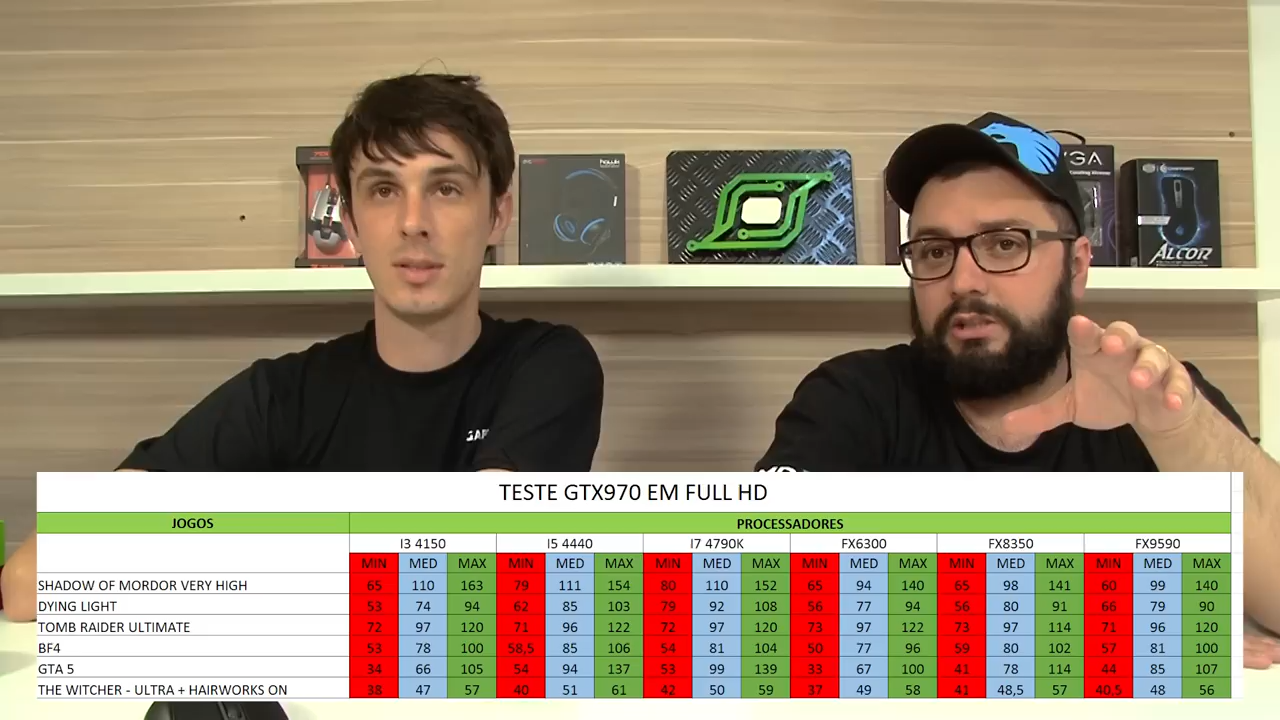 VGA
ALCOR
TESTE GTX970 EM FULL HD
JOGOS PROCESSADORES
I3 4150 I5 4440 I7 4790K FX6300 FX8350 FX9590
MIN MED MAX MIN MED MAX MIN MED MAX MIN MED MAX MIN MED MAX MIN MED MAX
SHADOW OF MORDOR VERY HIGH 65 110 163 79 111 154 80 110 152 65 94 140 65 98 141 60 99 140
DYING LIGHT 53 74 94 62 85 103 79 92 108 56 77 94 56 80 91 66 79 90
TOMB RAIDER ULTIMATE 72 97 120 71 96 122 72 97 120 73 97 122 73 97 114 71 96 120
BF4 53 78 100 58,5 85 106 54 81 104 50 77 96 59 80 102 57 81 100
GTA 5 34 66 105 54 94 137 53 99 139 33 67 100 41 78 114 44 85 107
THE WITCHER - ULTRA + HAIRWORKS ON 38 47 57 40 51 61 42 50 59 37 49 58 41 48,5 57 40,5 48 56